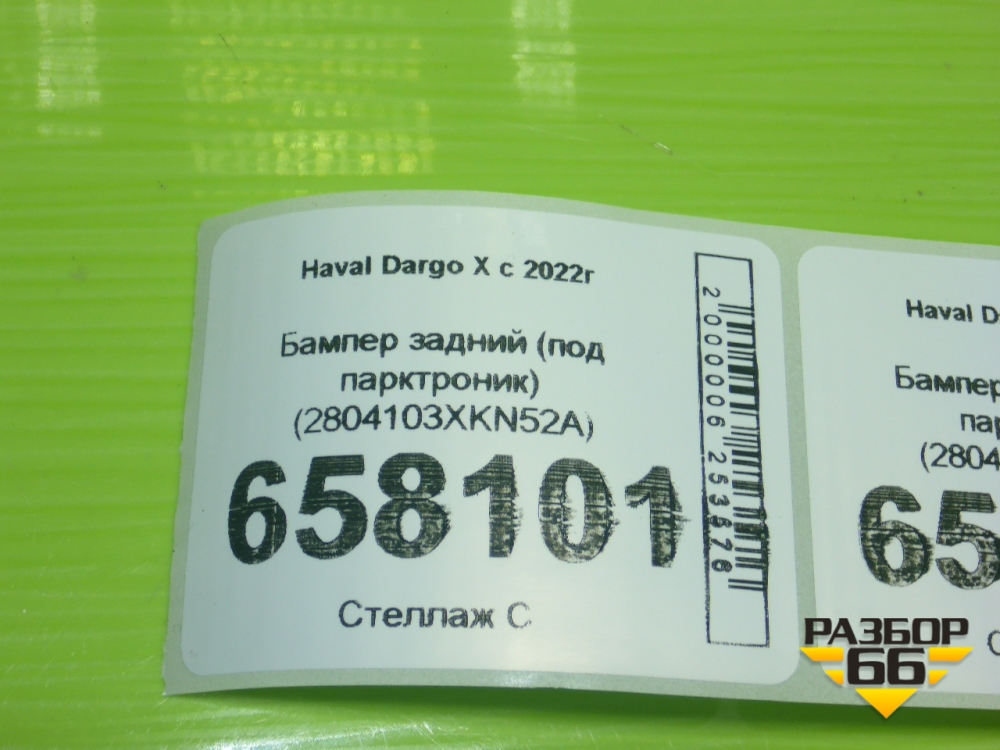 Haval Dargo X с 2022г
Бампер задний (под
парктроник)
(2804103XKN52A)
658101
Стеллаж С
2000006253676
Haval D
Бампер
пар
(2804
65
С
РАЗБОР
66